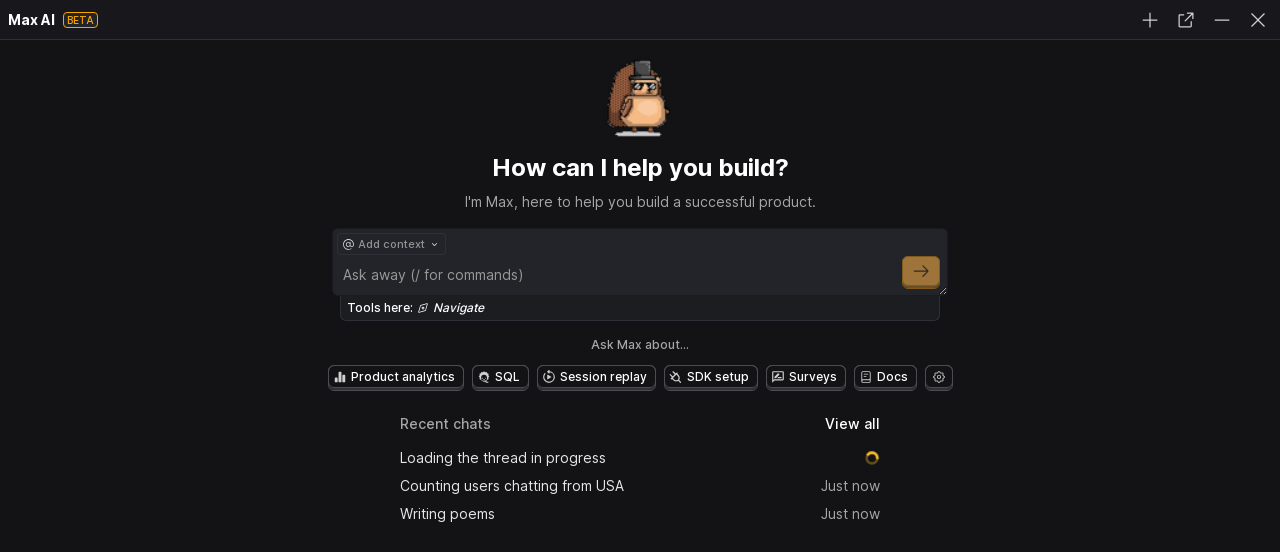 Max AI BETA
How can I help you build?
I'm Max, here to help you build a successful product.
@ Add context
Ask away (/ for commands)
Tools here: Navigate
Ask Max about...
Product analytics SQL Session replay SDK setup Surveys Docs
Recent chats View all
Loading the thread in progress
Counting users chatting from USA Just now
Writing poems Just now